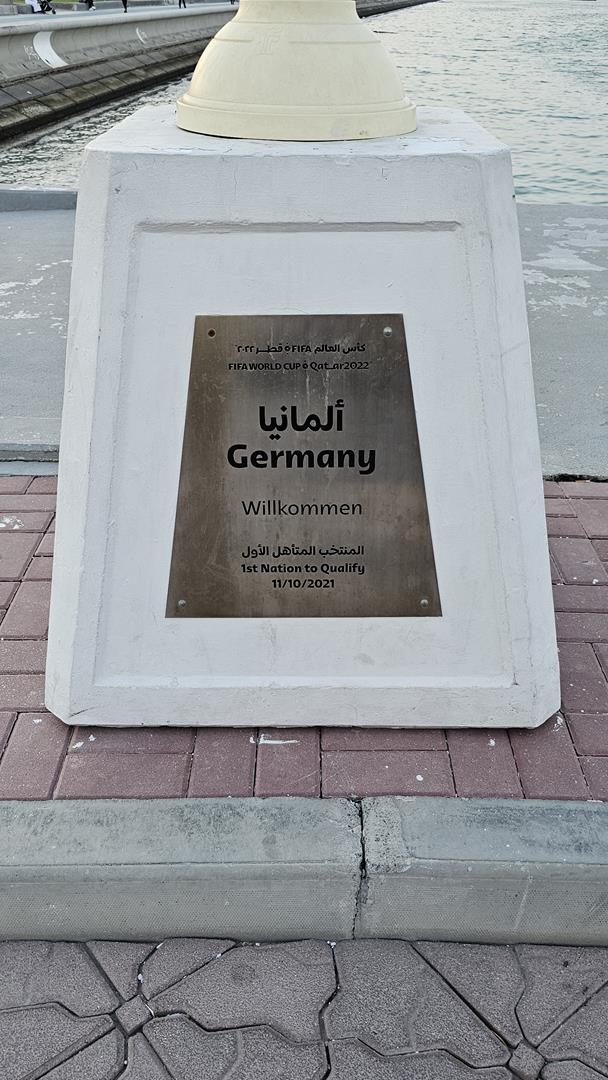 كأس العالم FIFA قطر ٢٠٢٢
FIFA WORLD CUP Qatar2022
ألمانيا
Germany
Willkommen
المنتخب المتأهل الأول
1st Nation to Qualify
11/10/2021